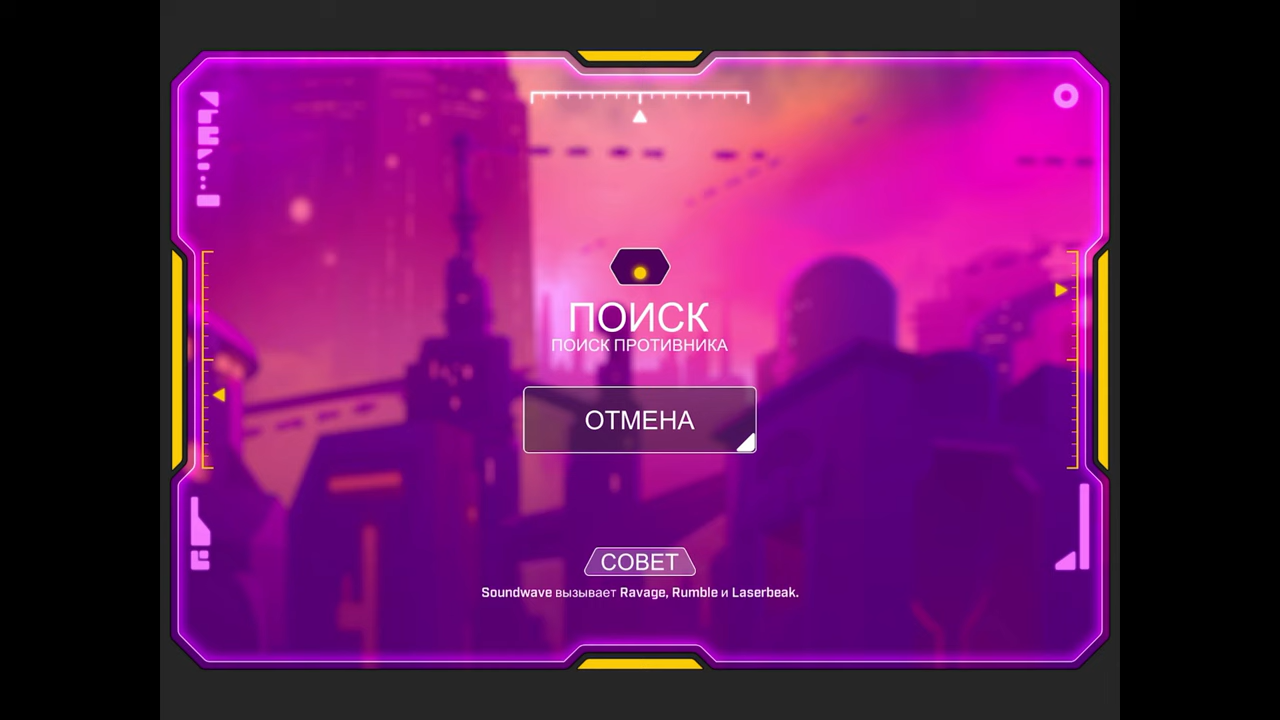 ПОИСК
ПОИСК ПРОТИВНИКА
ОТМЕНА
СОВЕТ
Soundwave вызывает Ravage, Rumble и Laserbeak.